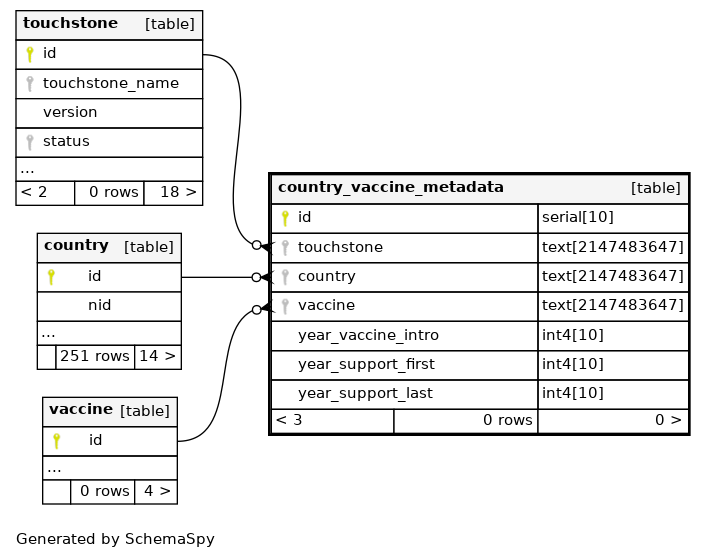 touchstone [table]
id
touchstone_name
version
status
...
< 2 0 rows 18 >
country [table]
id
nid
...
251 rows 14 >
vaccine [table]
id
...
0 rows 4 >
country_vaccine_metadata [table]
id serial[10]
touchstone text[2147483647]
country text[2147483647]
vaccine text[2147483647]
year_vaccine_intro int4[10]
year_support_first int4[10]
year_support_last int4[10]
< 3 0 rows 0 >
Generated by SchemaSpy